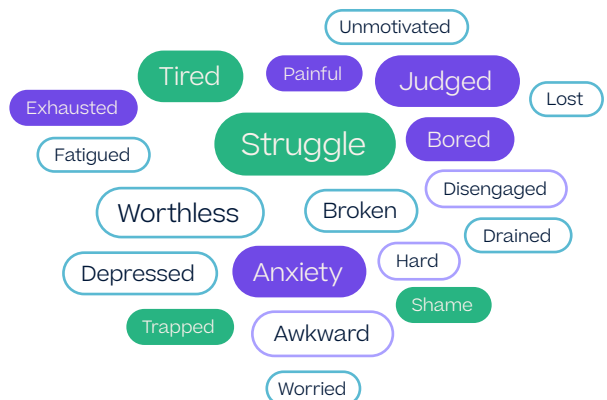 Unmotivated
Tired
Painful
Judged
Lost
Exhausted
Struggle
Bored
Fatigued
Disengaged
Worthless
Broken
Drained
Depressed
Anxiety
Hard
Shame
Trapped
Awkward
Worried